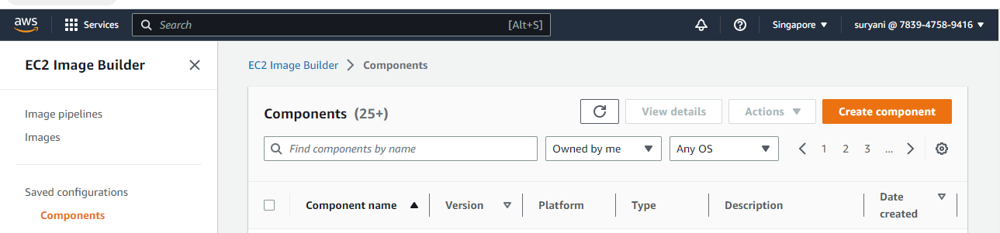 aws Services Search [Alt+S] Singapore suryani @ 7839-4758-9416
EC2 Image Builder
Image pipelines
Images
Saved configurations
Components
EC2 Image Builder Components
Components (25+) View details Actions Create component
Find components by name Owned by me Any OS 1 2 3 ...
Component name Version Platform Type Description Date created